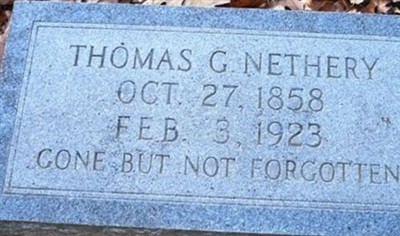 THOMAS G. NETHERY
OCT. 27, 1858
FEB. 3, 1923
GONE BUT NOT FORGOTTEN